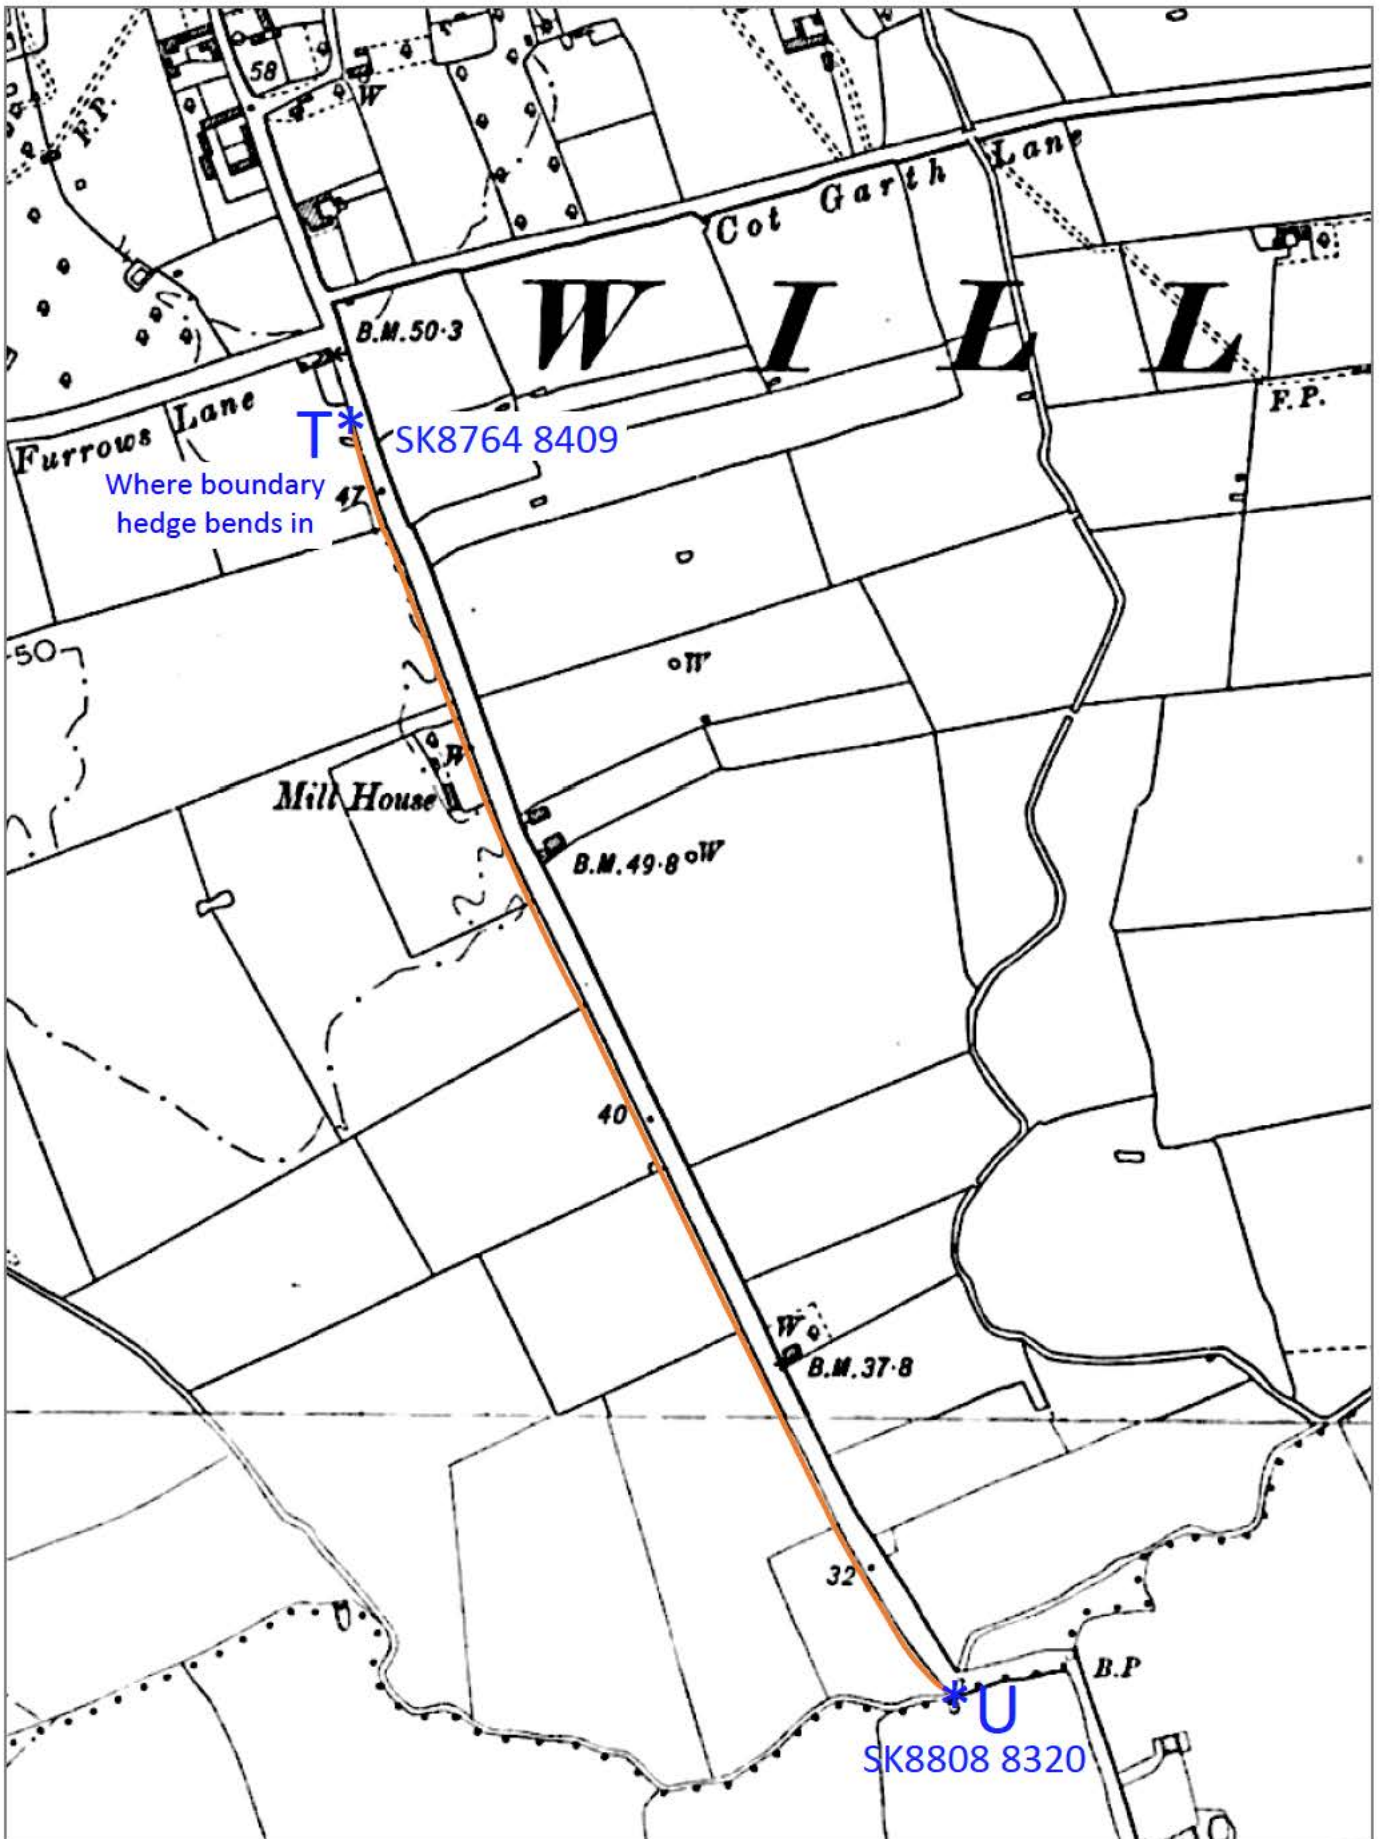 58
W
F.P.
Lane
Cot Garth
W I L L
B.M.50·3
F.P.
Furrows Lane
T* SK8764 8409
Where boundary
hedge bends in
47
50
W
W
Mill House
B.M.49·8 W
40
W
B.M.37·8
32
B.P
*U
SK8808 8320